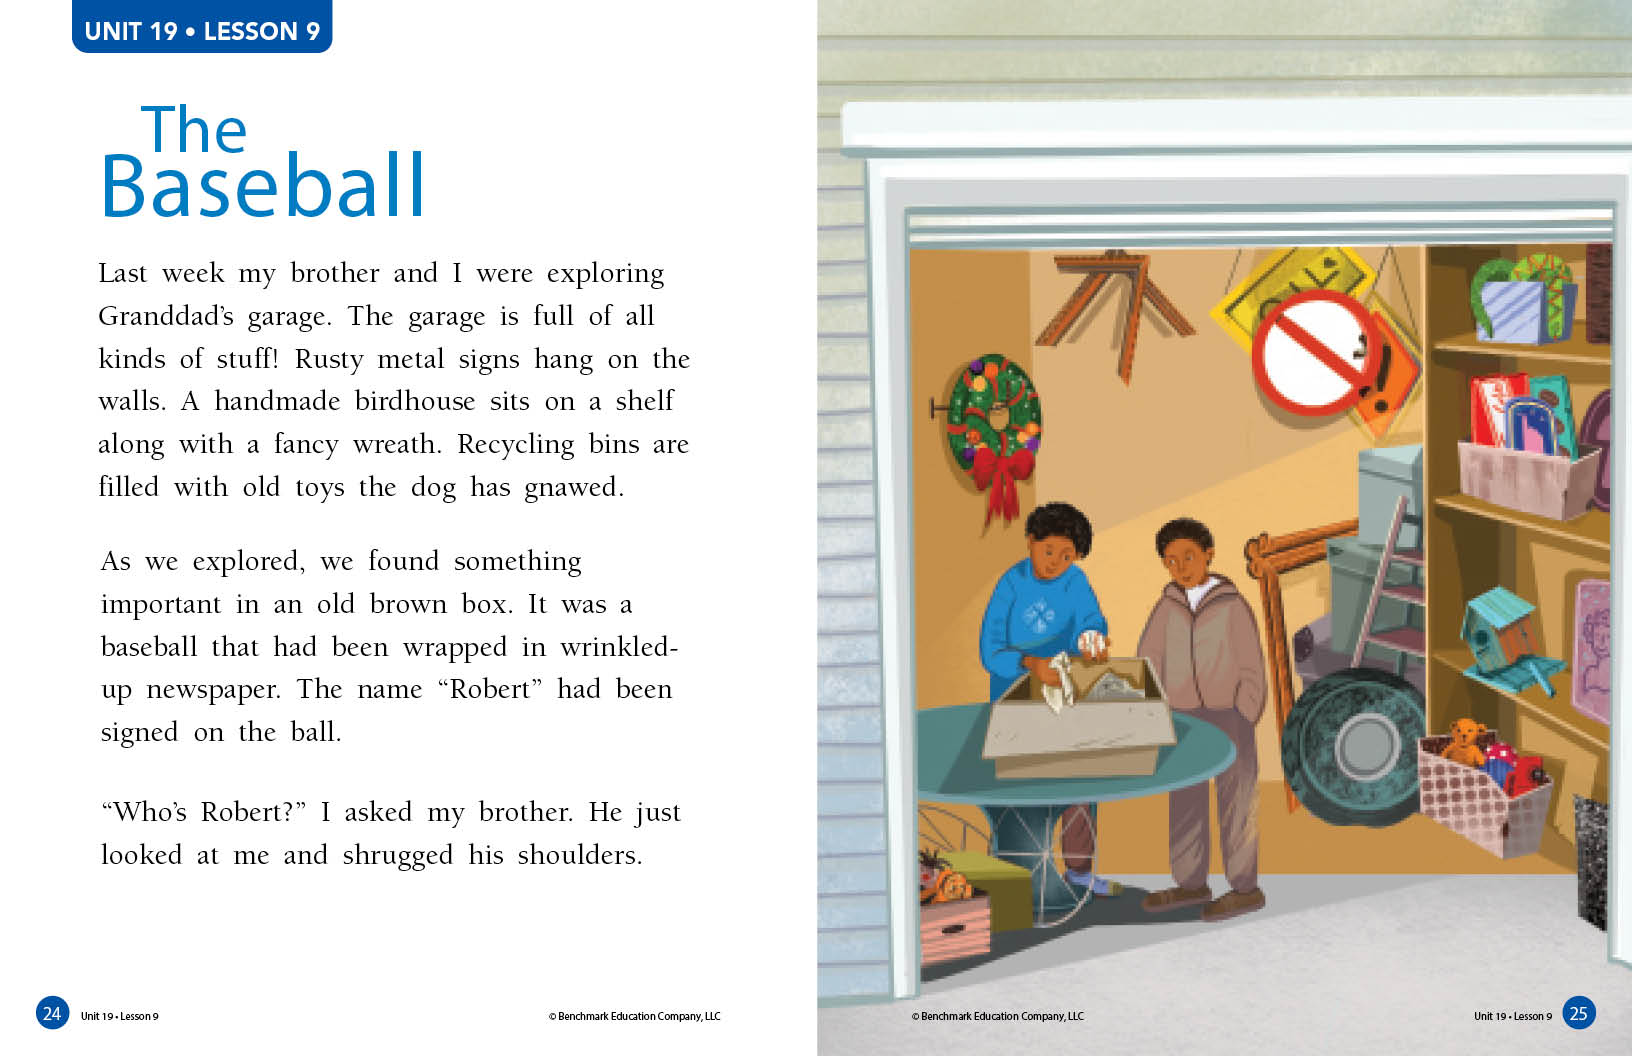 UNIT 19 • LESSON 9
The
Baseball
Last week my brother and I were exploring
Granddad’s garage. The garage is full of all
kinds of stuff! Rusty metal signs hang on the
walls. A handmade birdhouse sits on a shelf
along with a fancy wreath. Recycling bins are
filled with old toys the dog has gnawed.
As we explored, we found something
important in an old brown box. It was a
baseball that had been wrapped in wrinkled-
up newspaper. The name “Robert” had been
signed on the ball.
“Who’s Robert?” I asked my brother. He just
looked at me and shrugged his shoulders.
24
Unit 19 • Lesson 9
© Benchmark Education Company, LLC
© Benchmark Education Company, LLC
Unit 19 • Lesson 9
25